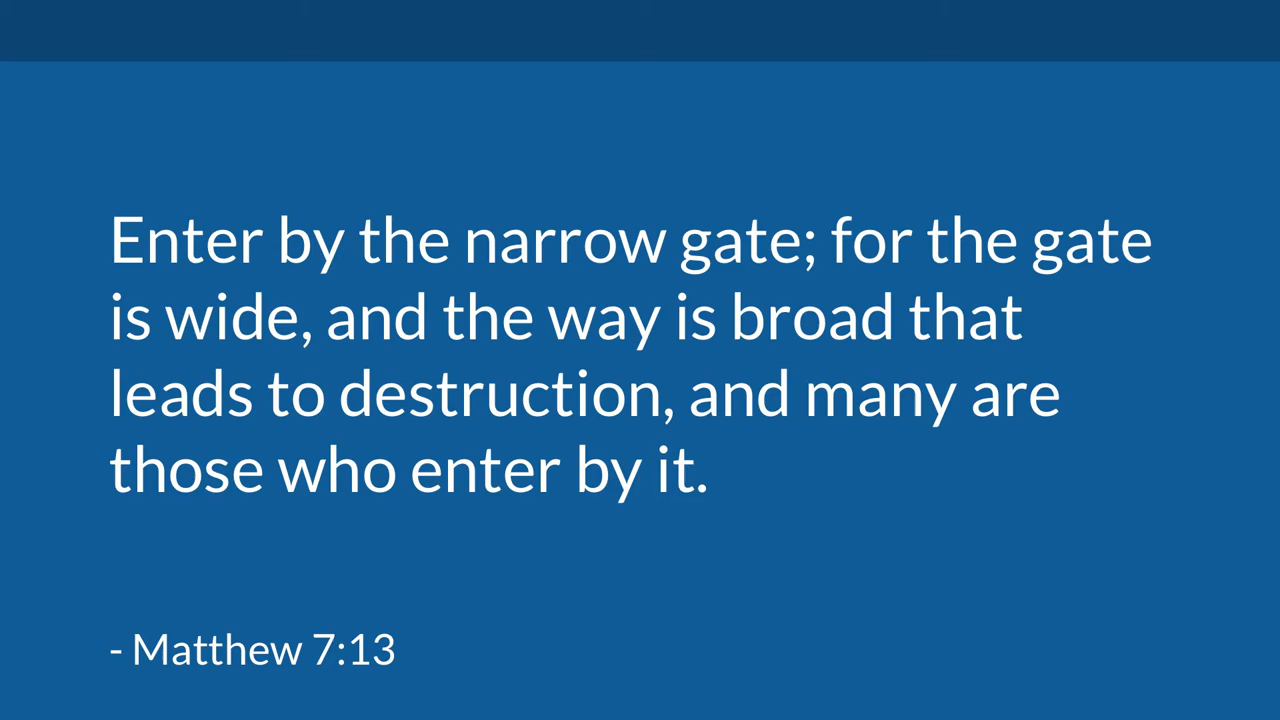 Enter by the narrow gate; for the gate
is wide, and the way is broad that
leads to destruction, and many are
those who enter by it.
- Matthew 7:13